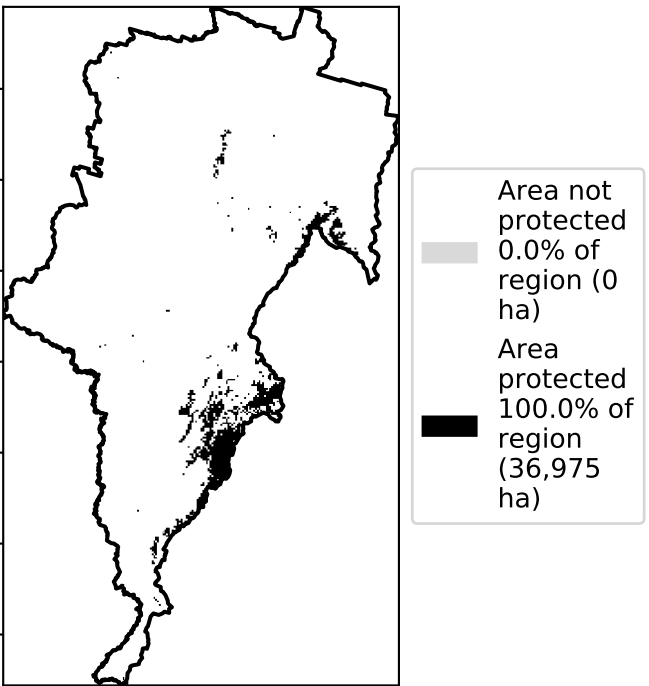 Area not
protected
0.0% of
region (0
ha)
Area
protected
100.0% of
region
(36,975
ha)